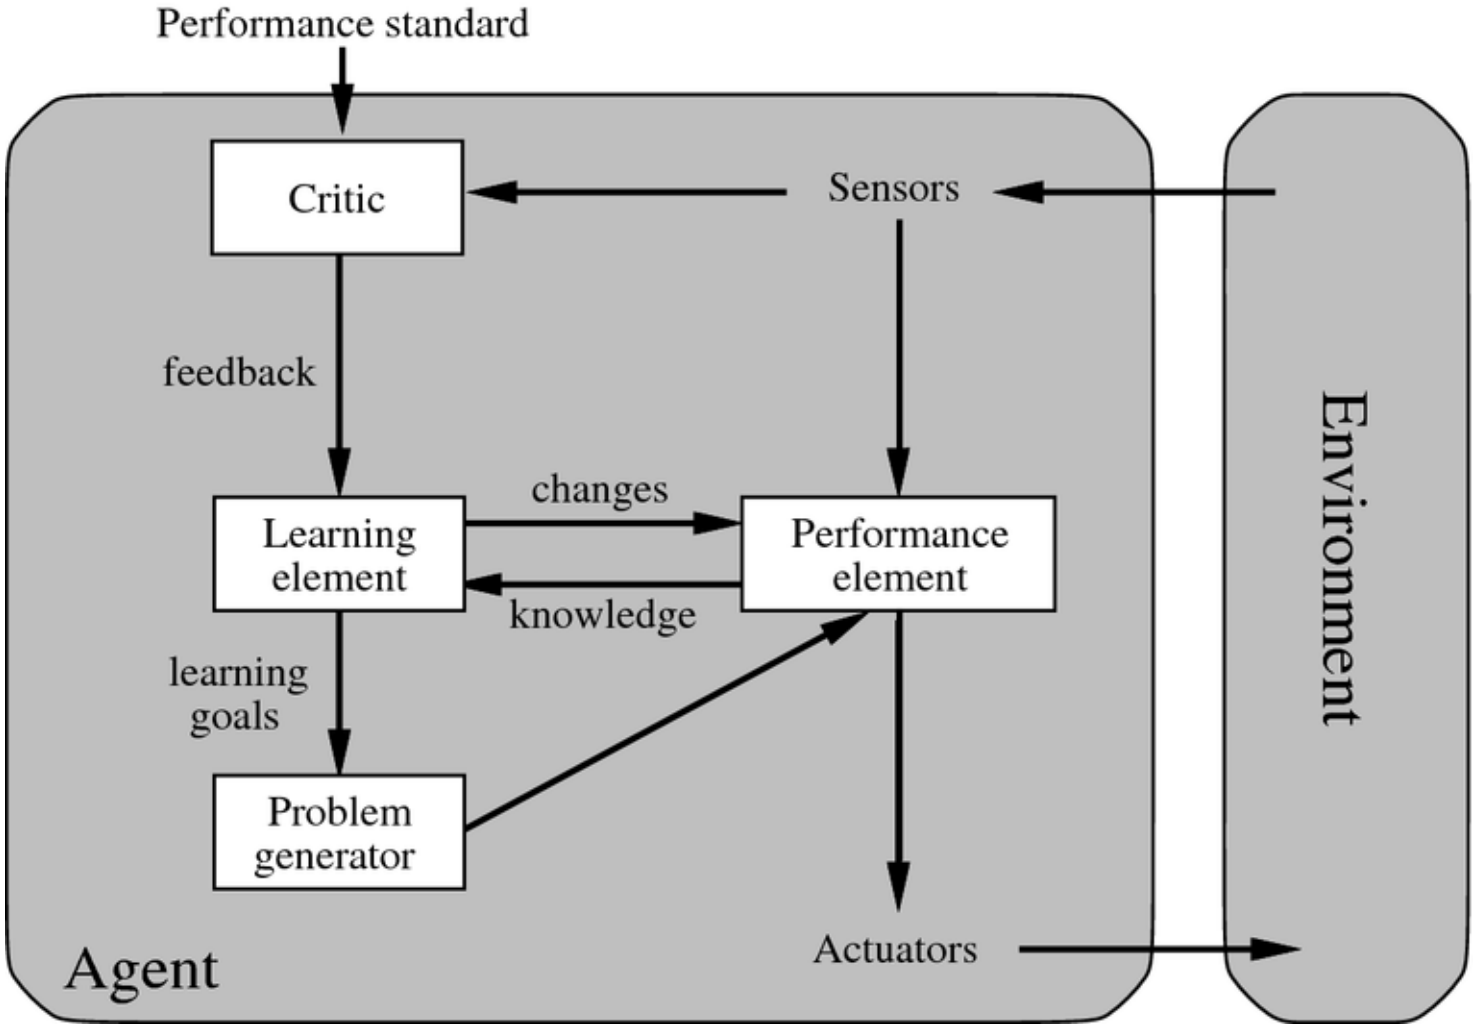 Performance standard
Critic
Sensors
feedback
changes
Learning
element
Performance
element
knowledge
learning
goals
Problem
generator
Agent
Actuators
Environment